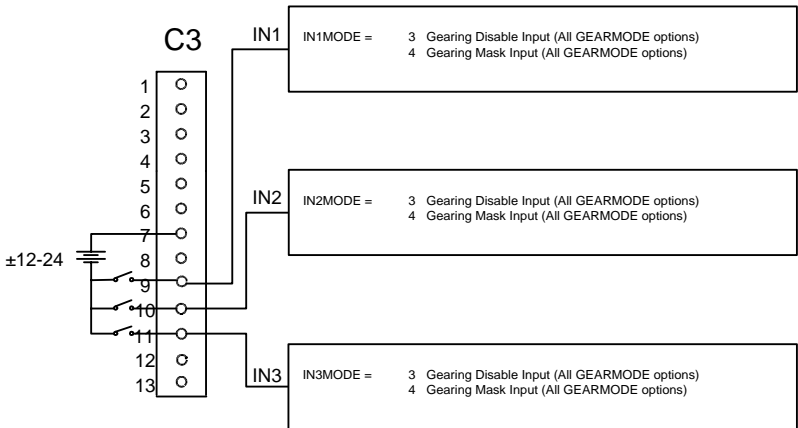 C3
1
2
3
4
5
6
7
8
9
10
11
12
13
±12-24
IN1
IN1MODE = 3 Gearing Disable Input (All GEARMODE options)
4 Gearing Mask Input (All GEARMODE options)
IN2
IN2MODE = 3 Gearing Disable Input (All GEARMODE options)
4 Gearing Mask Input (All GEARMODE options)
IN3
IN3MODE = 3 Gearing Disable Input (All GEARMODE options)
4 Gearing Mask Input (All GEARMODE options)